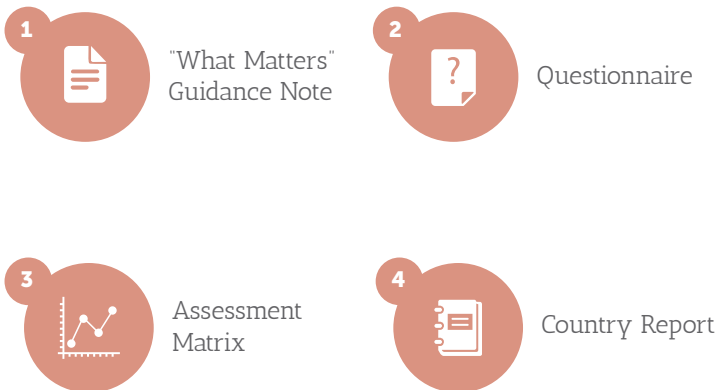 1
"What Matters"
Guidance Note
2
?
Questionnaire
3
Assessment
Matrix
4
Country Report